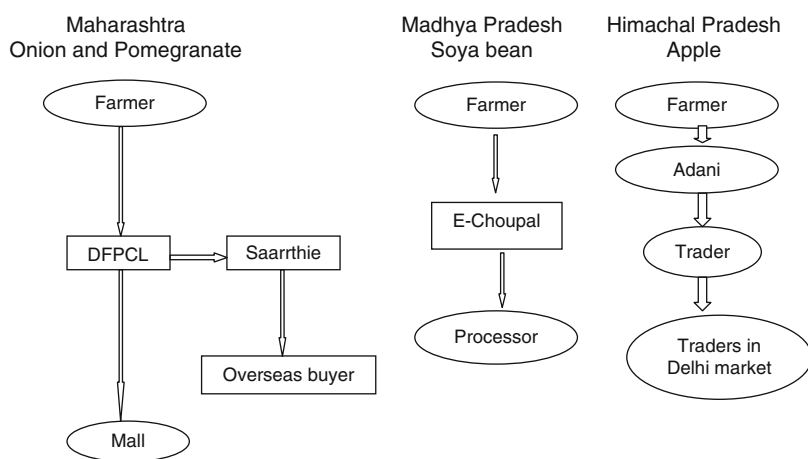 Maharashtra
Onion and Pomegranate
Farmer
DFPCL
Saarrthie
Overseas buyer
Mall
Madhya Pradesh
Soya bean
Farmer
E-Choupal
Processor
Himachal Pradesh
Apple
Farmer
Adani
Trader
Traders in
Delhi market